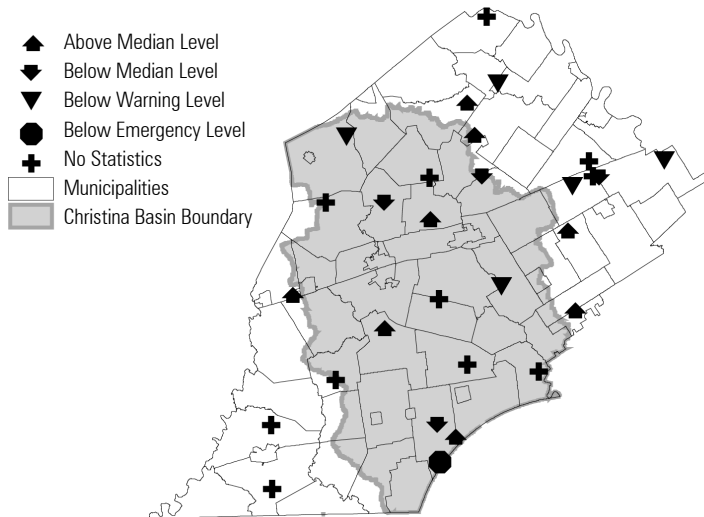 Above Median Level
Below Median Level
Below Warning Level
Below Emergency Level
No Statistics
Municipalities
Christina Basin Boundary